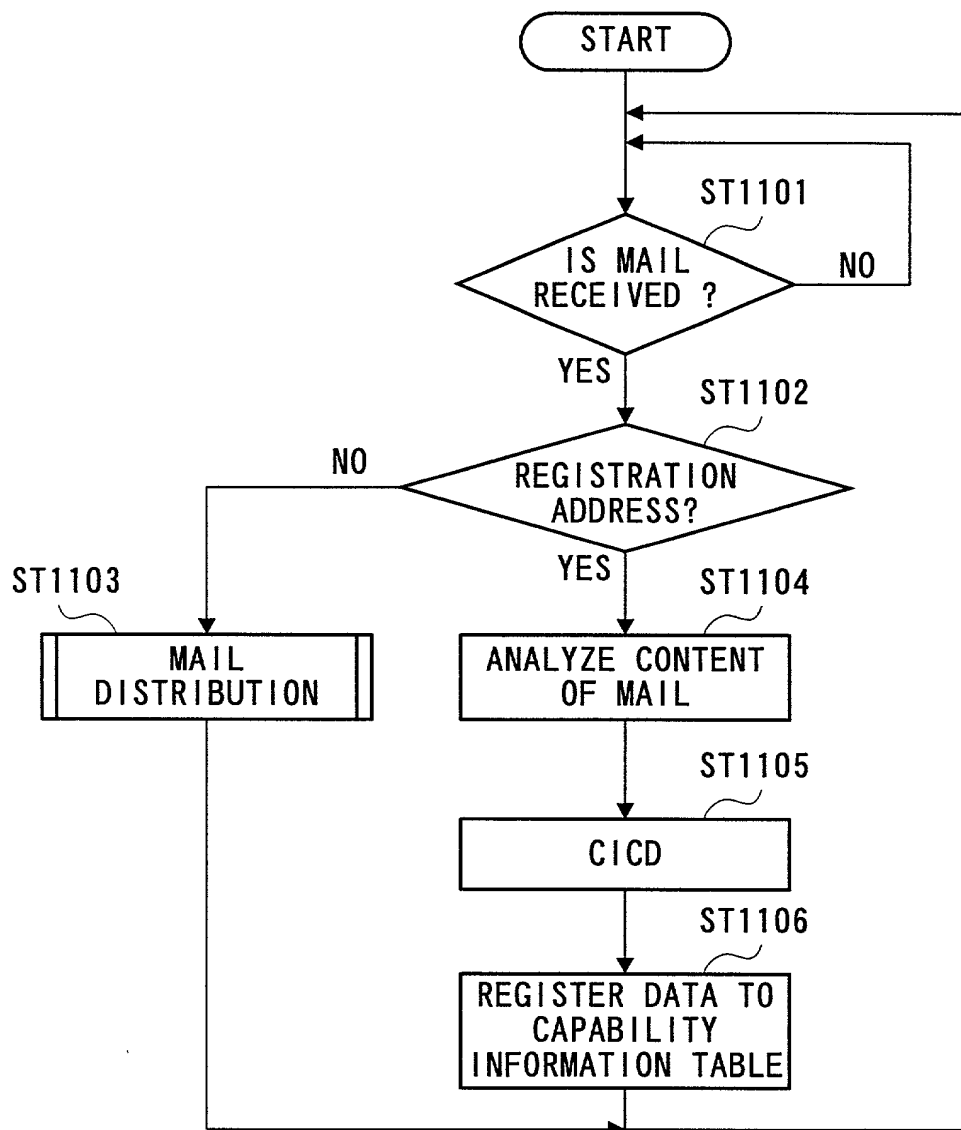 START
ST1101
IS MAIL
RECEIVED ?
NO
YES
ST1102
NO
REGISTRATION
ADDRESS?
YES
ST1103
ST1104
MAIL
DISTRIBUTION
ANALYZE CONTENT
OF MAIL
ST1105
CICD
ST1106
REGISTER DATA TO
CAPABILITY
INFORMATION TABLE